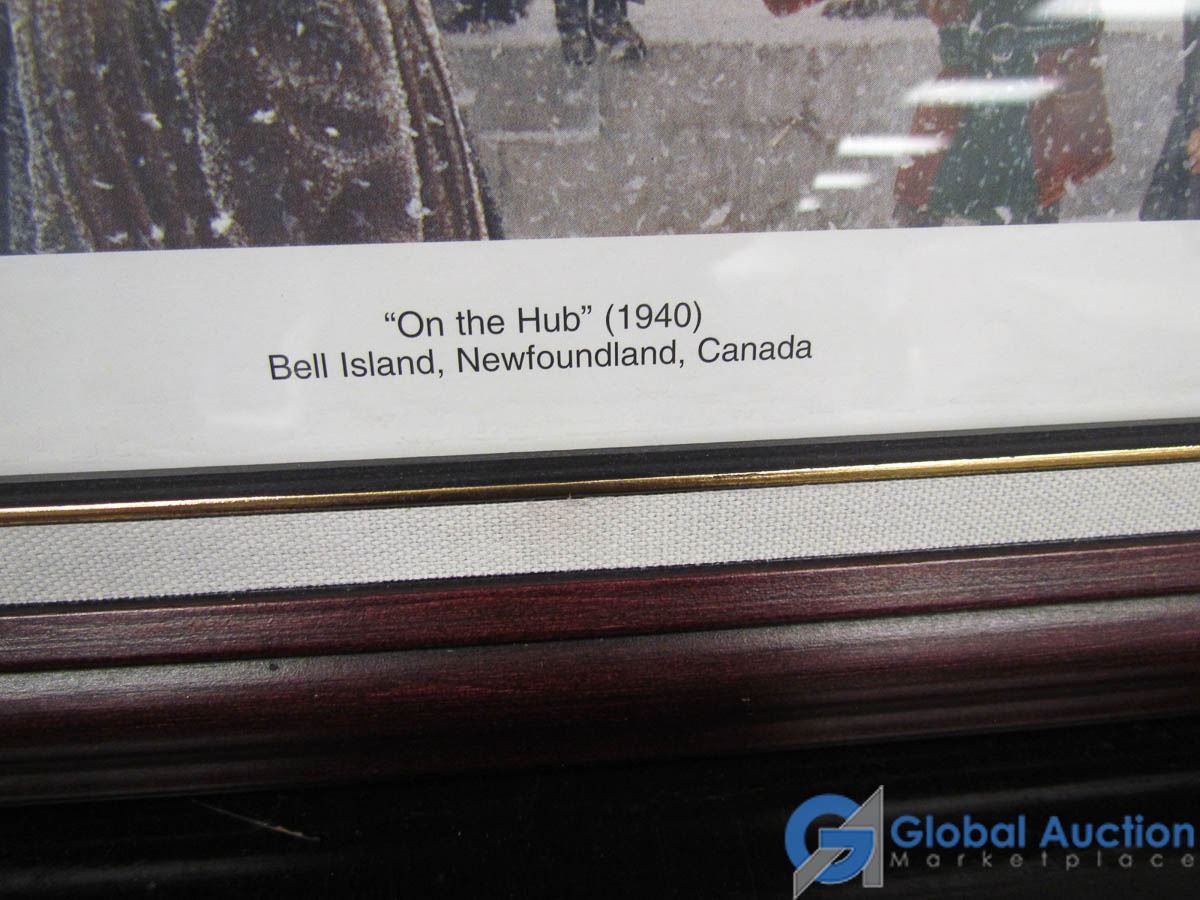 “On the Hub” (1940)
Bell Island, Newfoundland, Canada
Global Auction
Marketplace